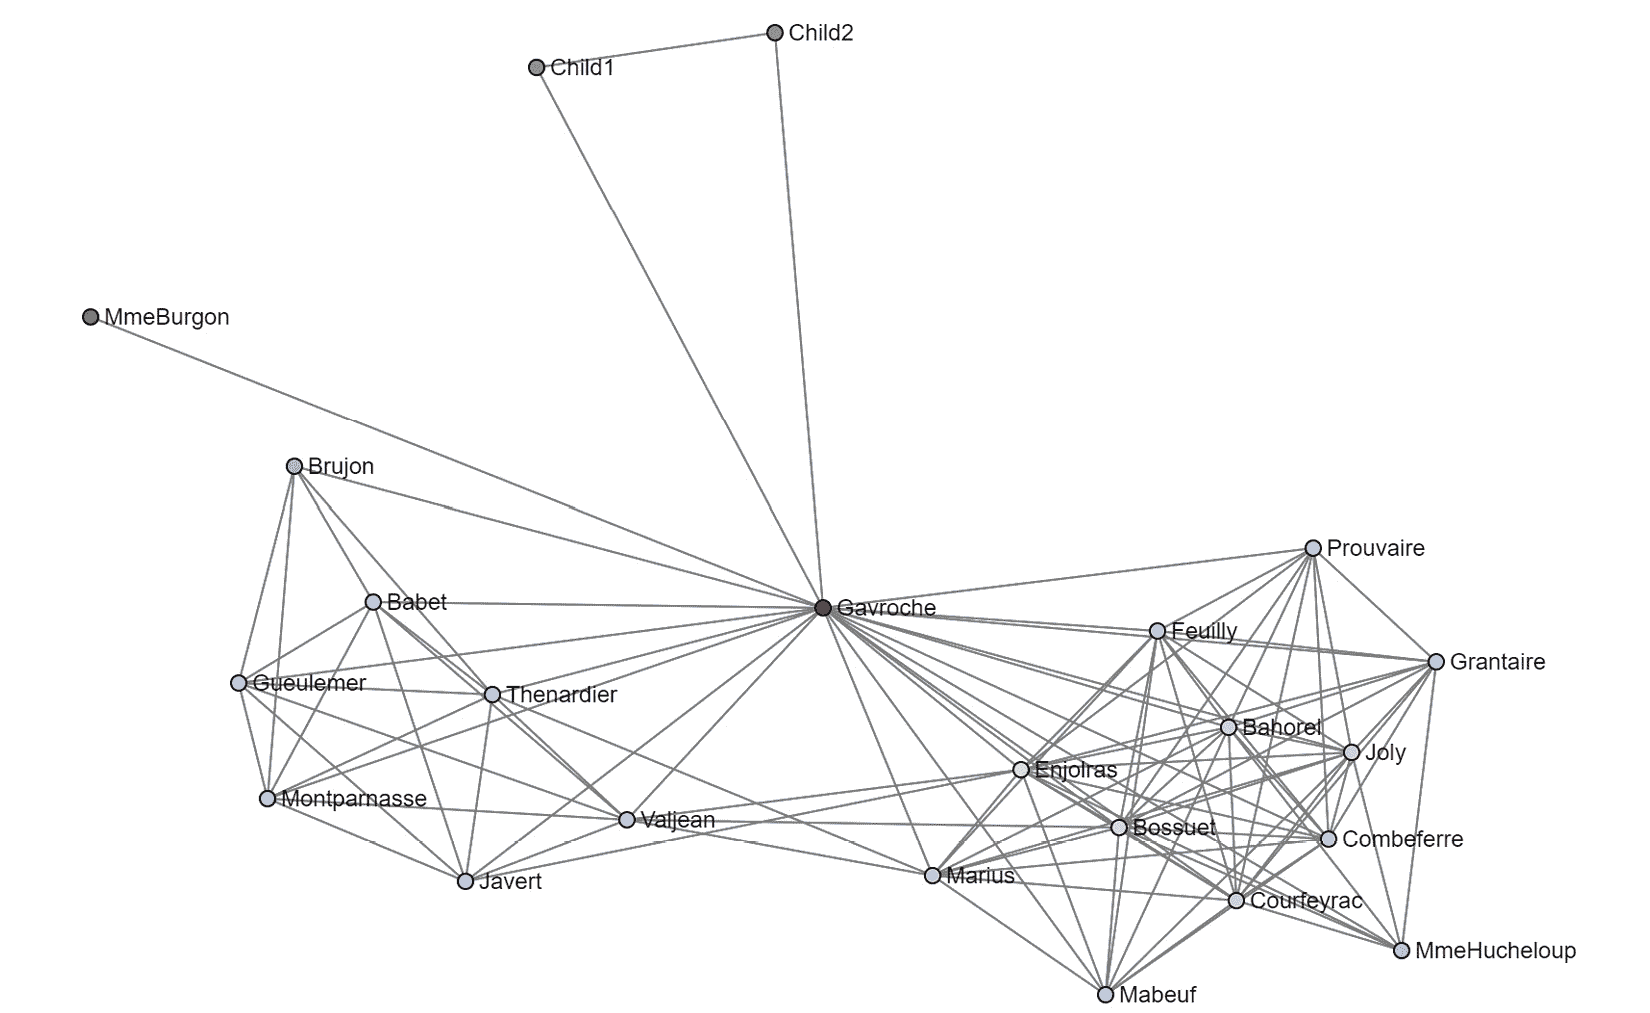 Child2
Child1
MmeBurgon
Brujon
Prouvaire
Babet
Gavroche
Feuilly
Grantaire
Gueulemer
Thenardier
Bahorel
Joly
Enjolras
Montparnasse
Valjean
Bossuet
Combeferre
Javert
Marius
Courfeyrac
MmeHucheloup
Mabeuf